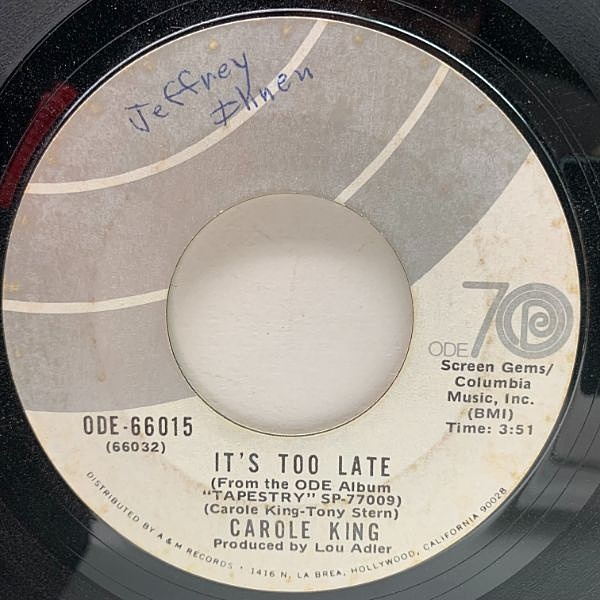 Jeffrey
ODE 70
Screen Gems/
Columbia
Music, Inc.
(BMI)
Time: 3:51
ODE-66015
(66032)
IT'S TOO LATE
(From the ODE Album
"TAPESTRY" SP-77009)
(Carole King-Tony Stern)
CAROLE KING
Produced by Lou Adler
DISTRIBUTED BY A & M RECORDS • 1416 N. LA BREA, HOLLYWOOD, CALIFORNIA 90028